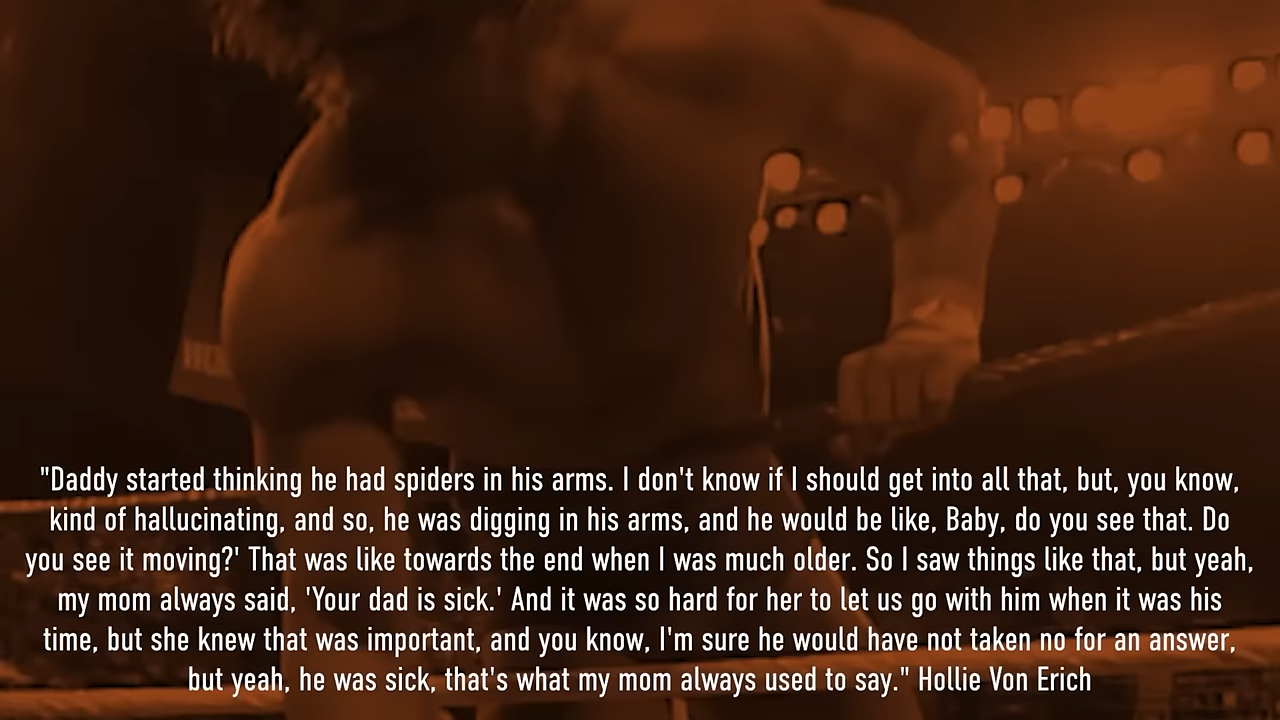 "Daddy started thinking he had spiders in his arms. I don't know if I should get into all that, but, you know,
kind of hallucinating, and so, he was digging in his arms, and he would be like, Baby, do you see that. Do
you see it moving?' That was like towards the end when I was much older. So I saw things like that, but yeah,
my mom always said, 'Your dad is sick.' And it was so hard for her to let us go with him when it was his
time, but she knew that was important, and you know, I'm sure he would have not taken no for an answer,
but yeah, he was sick, that's what my mom always used to say." Hollie Von Erich